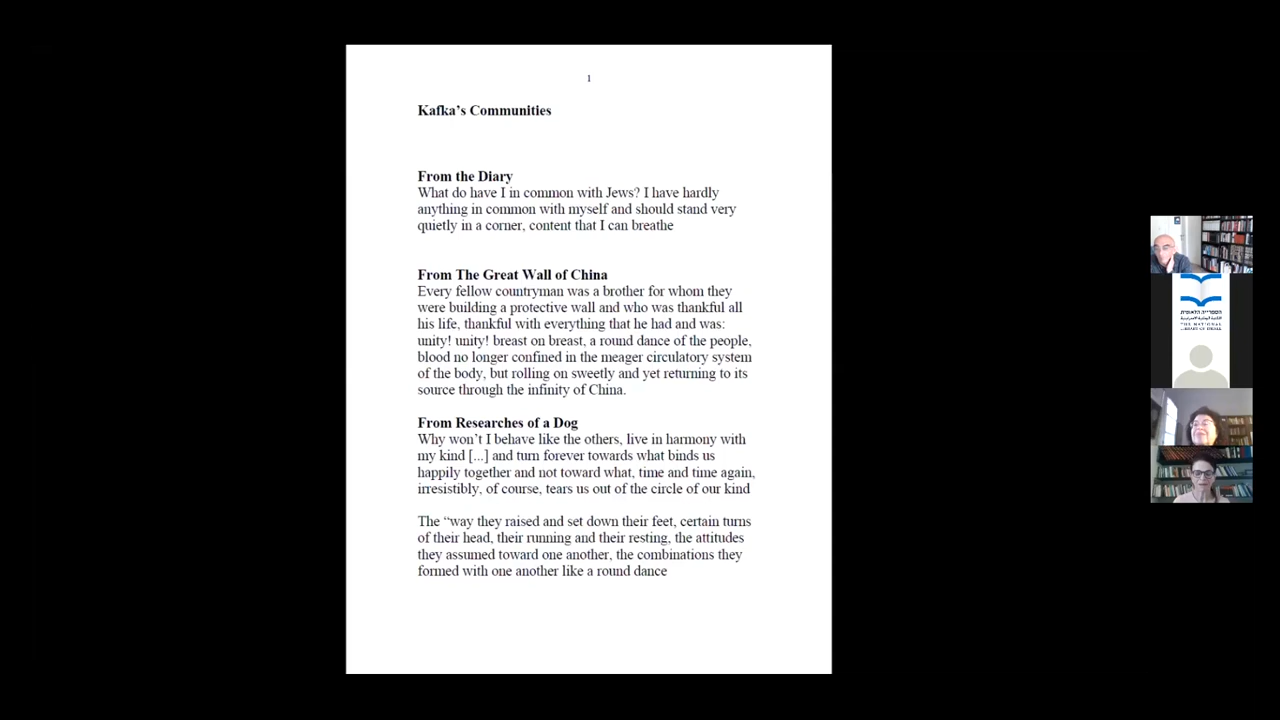 1
Kafka's Communities
From the Diary
What do have I in common with Jews? I have hardly
anything in common with myself and should stand very
quietly in a corner, content that I can breathe
From The Great Wall of China
Every fellow countryman was a brother for whom they
were building a protective wall and who was thankful all
his life, thankful with everything that he had and was:
unity! unity! breast on breast, a round dance of the people,
blood no longer confined in the meager circulatory system
of the body, but rolling on sweetly and yet returning to its
source through the infinity of China.
From Researches of a Dog
Why won't I behave like the others, live in harmony with
my kind [...] and turn forever towards what binds us
happily together and not toward what, time and time again,
irresistibly, of course, tears us out of the circle of our kind
The “way they raised and set down their feet, certain turns
of their head, their running and their resting, the attitudes
they assumed toward one another, the combinations they
formed with one another like a round dance
הספרייה הלאומית
THE NATIONAL
LIBRARY OF ISRAEL